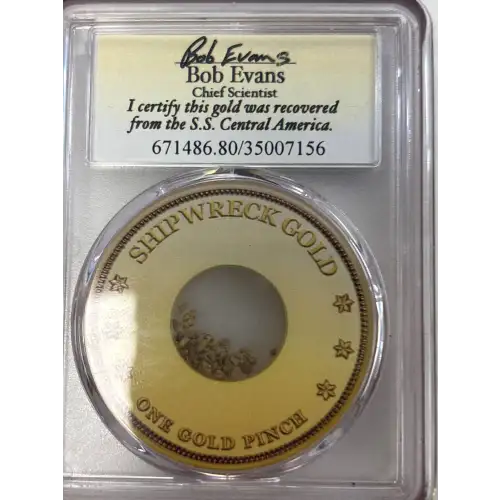 Bob Evans
Bob Evans
Chief Scientist
I certify this gold was recovered
from the S.S. Central America.
671486.80/35007156
SHIPWRECK GOLD
ONE GOLD PINCH